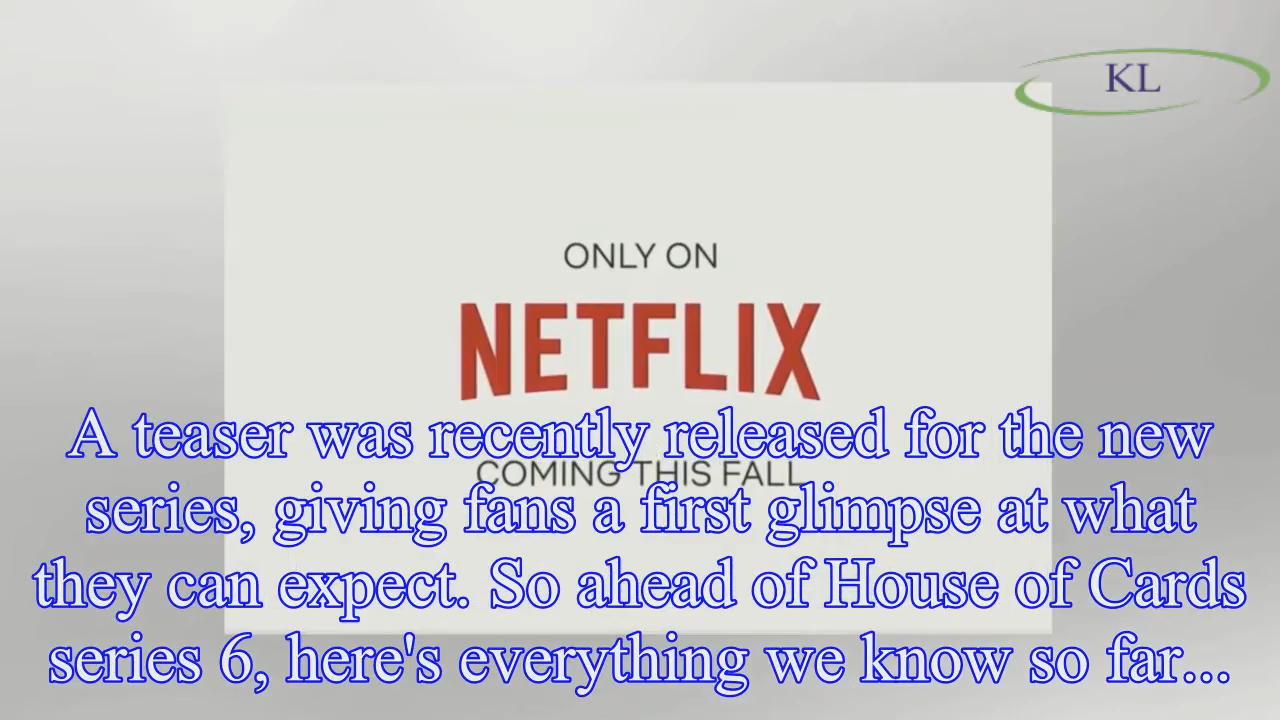 KL
ONLY ON
NETFLIX
A teaser was recently released for the new
COMING THIS FALL
series, giving fans a first glimpse at what
they can expect. So ahead of House of Cards
series 6, here's everything we know so far...